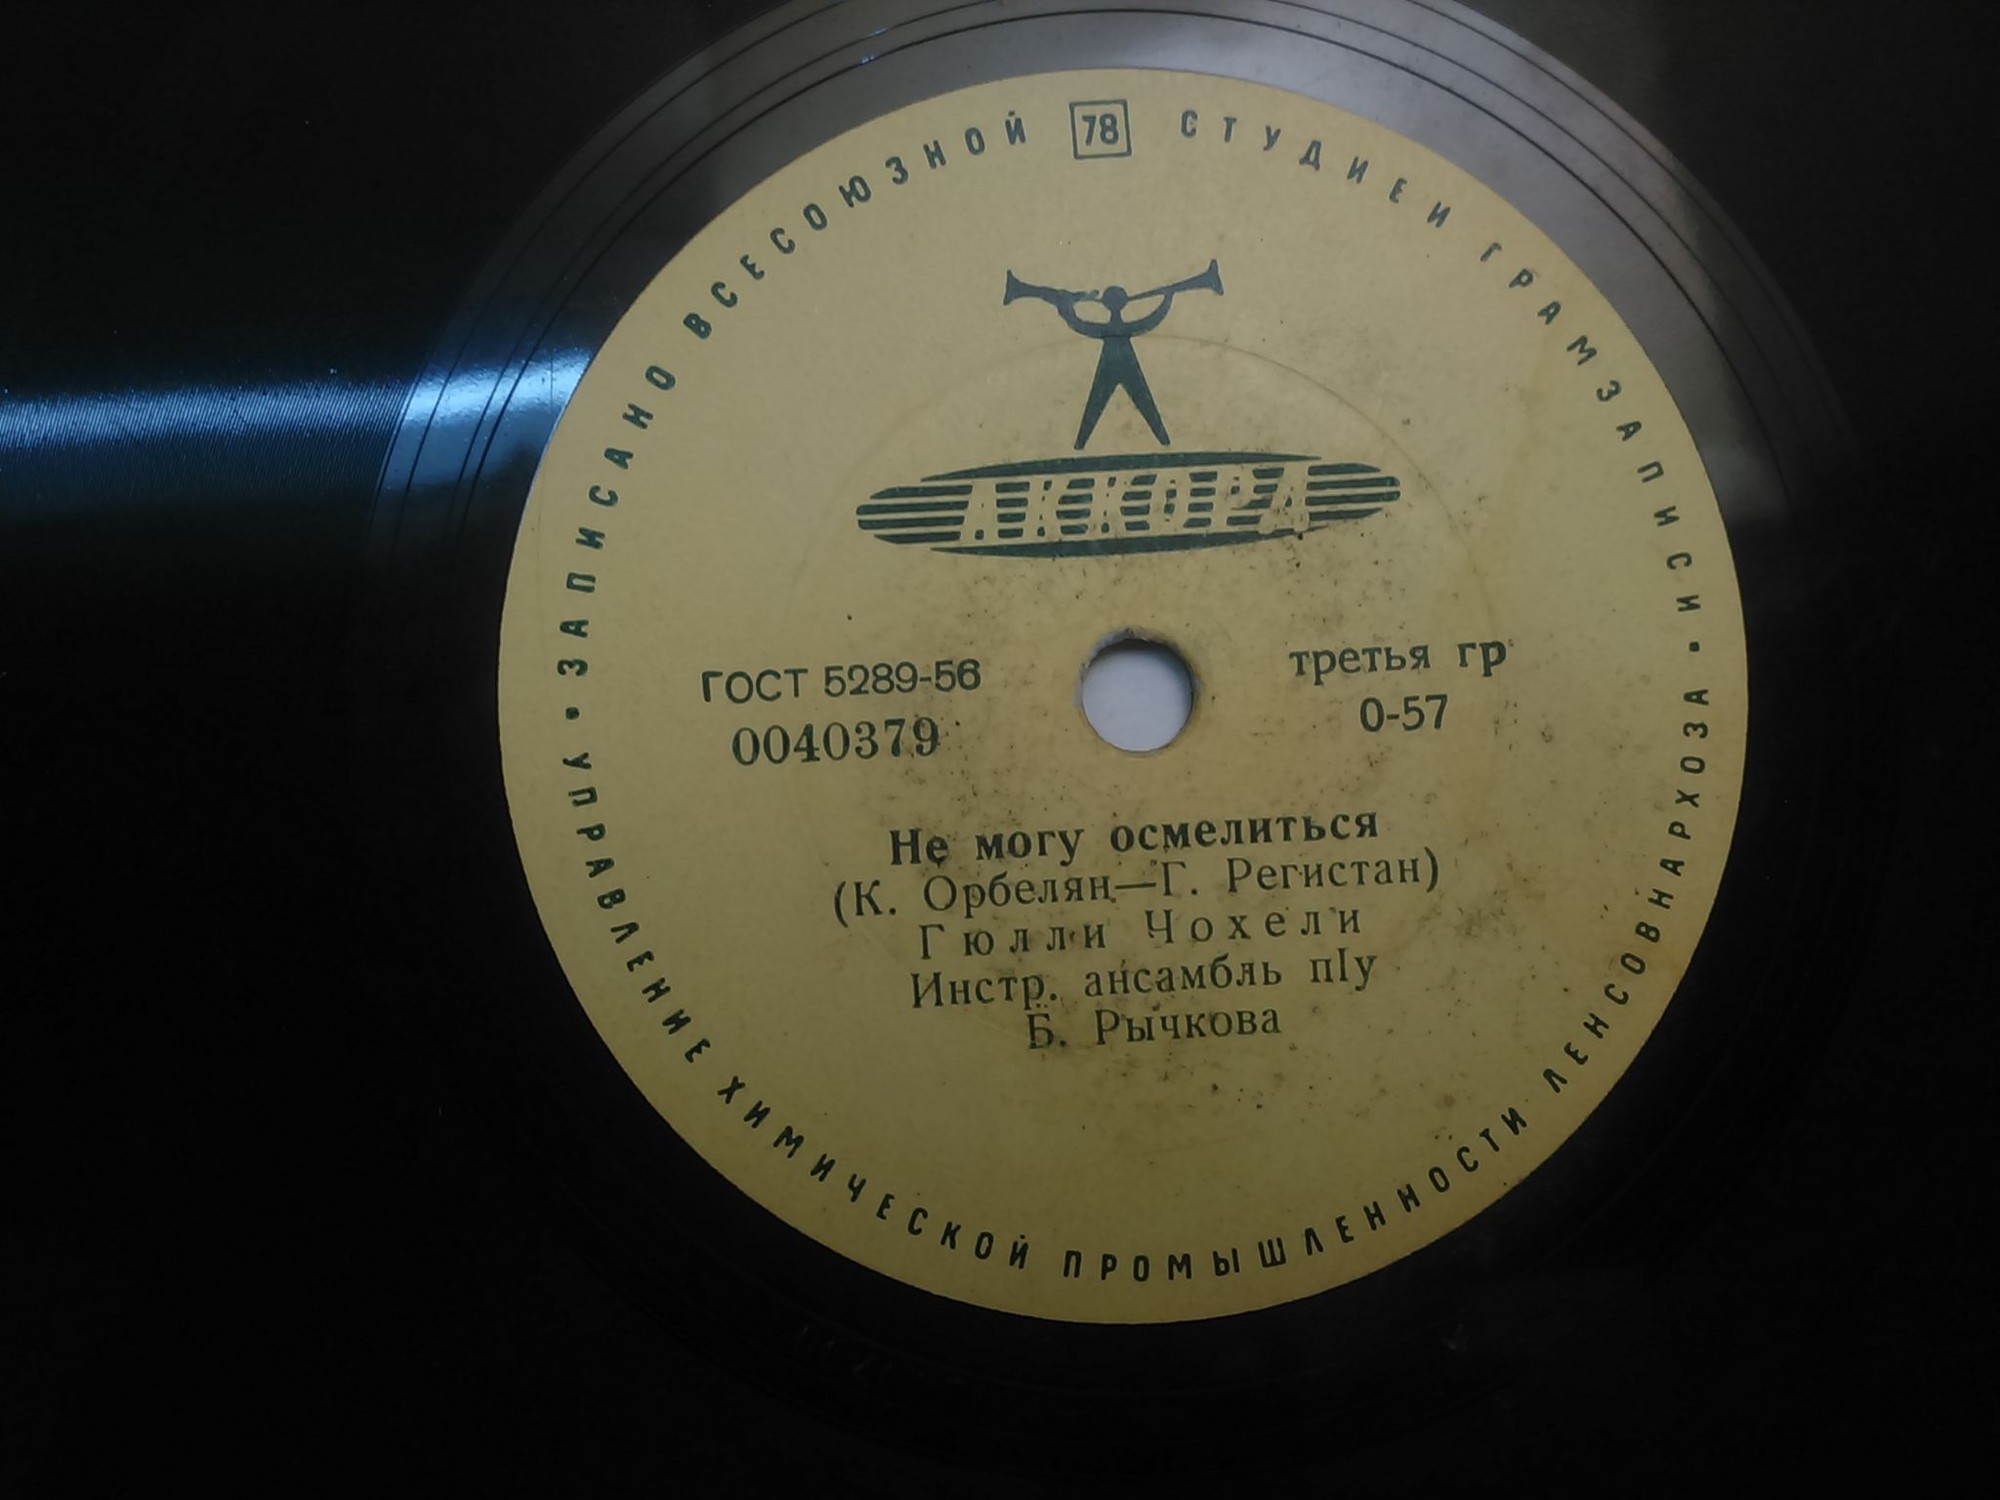 ЗАПИСАНО ВСЕСОЮЗНОЙ 78 СТУДИЕЙ ГРАМЗАПИСИ •
АККОРД
ГОСТ 5289-56
0040379
третья гр
0-57
Не могу осмелиться
(К. Орбелян—Г. Регистан)
Гюлли Чохели
Инстр. ансамбль п/у
Б. Рычкова
УПРАВЛЕНИЕ ХИМИЧЕСКОЙ ПРОМЫШЛЕННОСТИ ЛЕНСОВНАРХОЗА •